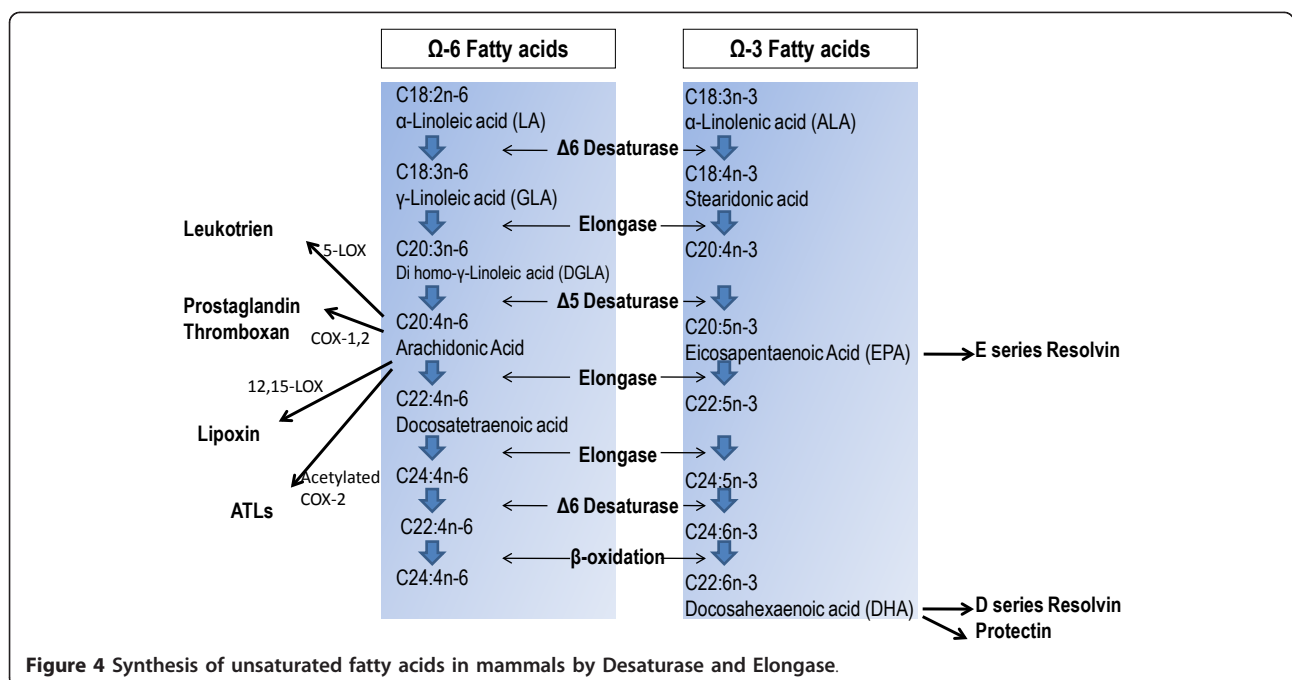 Ω-6 Fatty acids
Ω-3 Fatty acids
C18:2n-6
α-Linoleic acid (LA)
C18:3n-6
γ-Linoleic acid (GLA)
C20:3n-6
Di homo-γ-Linoleic acid (DGLA)
C20:4n-6
Arachidonic Acid
C22:4n-6
Docosatetraenoic acid
C24:4n-6
C22:4n-6
C24:4n-6
Δ6 Desaturase
Elongase
Δ5 Desaturase
Elongase
Elongase
Δ6 Desaturase
β-oxidation
C18:3n-3
α-Linolenic acid (ALA)
C18:4n-3
Stearidonic acid
C20:4n-3
C20:5n-3
Eicosapentaenoic Acid (EPA)
C22:5n-3
C24:5n-3
C24:6n-3
C22:6n-3
Docosahexaenoic acid (DHA)
Leukotrien
5-LOX
Prostaglandin
Thromboxan
COX-1,2
12,15-LOX
Lipoxin
Acetylated
COX-2
ATLs
E series Resolvin
D series Resolvin
Protectin
Figure 4 Synthesis of unsaturated fatty acids in mammals by Desaturase and Elongase.